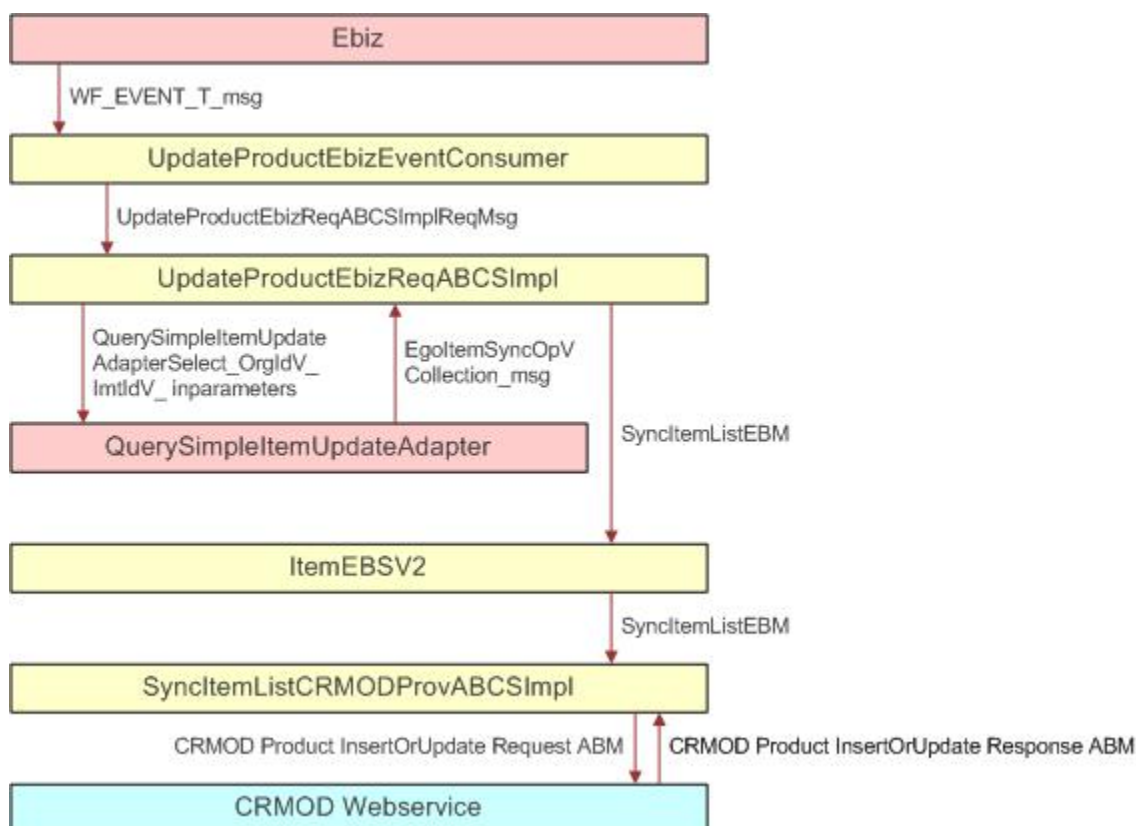 Ebiz
WF_EVENT_T_msg
UpdateProductEbizEventConsumer
UpdateProductEbizReqABCSImplReqMsg
UpdateProductEbizReqABCSImpl
QuerySimpleItemUpdate
AdapterSelect_OrgIdV_
ImtIdV_ inparameters
EgoItemSyncOpV
Collection_msg
SyncItemListEBM
QuerySimpleItemUpdateAdapter
ItemEBSV2
SyncItemListEBM
SyncItemListCRMODProvABCSImpl
CRMOD Product InsertOrUpdate Request ABM
CRMOD Product InsertOrUpdate Response ABM
CRMOD Webservice